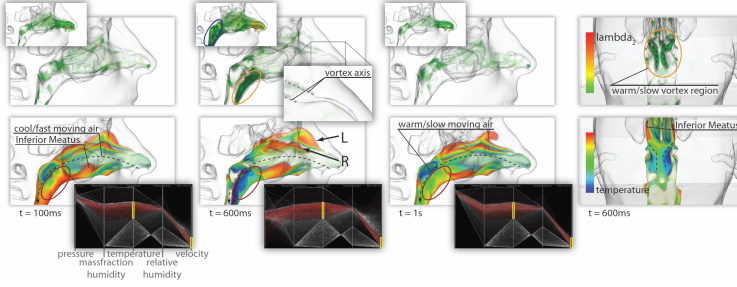 lambda2
vortex axis
warm/slow vortex region
cool/fast moving air
Inferior Meatus
L
R
warm/slow moving air
Inferior Meatus
temperature
t = 100ms
t = 600ms
t = 1s
t = 600ms
pressure
temperature
velocity
massfraction
humidity
relative
humidity